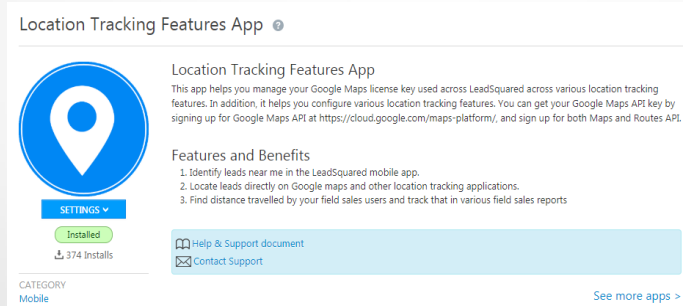 Location Tracking Features App ?
Location Tracking Features App
This app helps you manage your Google Maps license key used across LeadSquared across various location tracking
features. In addition, it helps you configure various location tracking features. You can get your Google Maps API key by
signing up for Google Maps API at https://cloud.google.com/maps-platform/, and sign up for both Maps and Routes API.
Features and Benefits
1. Identify leads near me in the LeadSquared mobile app.
2. Locate leads directly on Google maps and other location tracking applications.
3. Find distance travelled by your field sales users and track that in various field sales reports
SETTINGS
Installed
374 Installs
Help & Support document
Contact Support
CATEGORY
Mobile
See more apps >